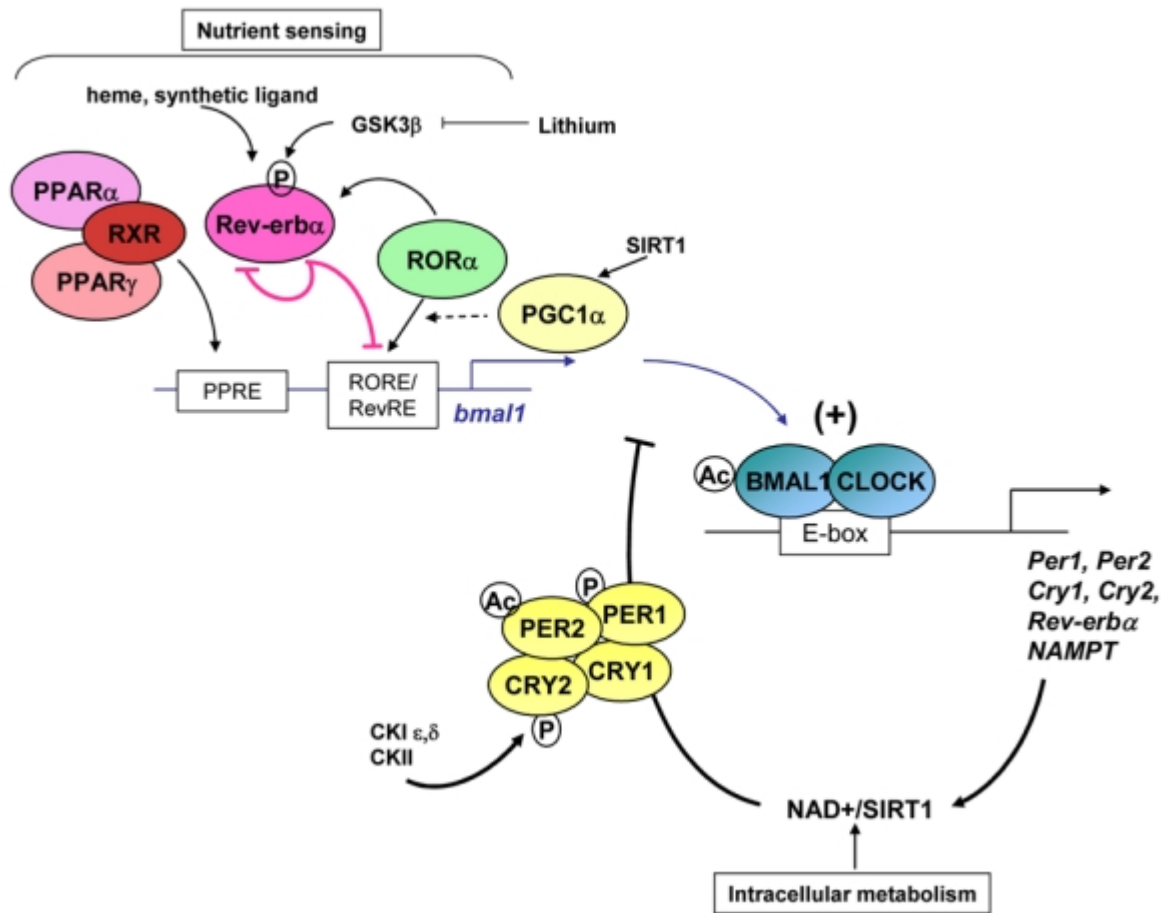 Nutrient sensing
heme, synthetic ligand
GSK3β
Lithium
P
PPARα
Rev-erbα
RXR
RORα
SIRT1
PPARγ
PGC1α
PPRE
RORE/
RevRE
bmal1
(+)
Ac
BMAL1
CLOCK
E-box
Per1, Per2
Cry1, Cry2,
Rev-erbα
NAMPT
P
Ac
PER1
PER2
CRY1
CRY2
P
CKI ε,δ
CKII
NAD+/SIRT1
Intracellular metabolism